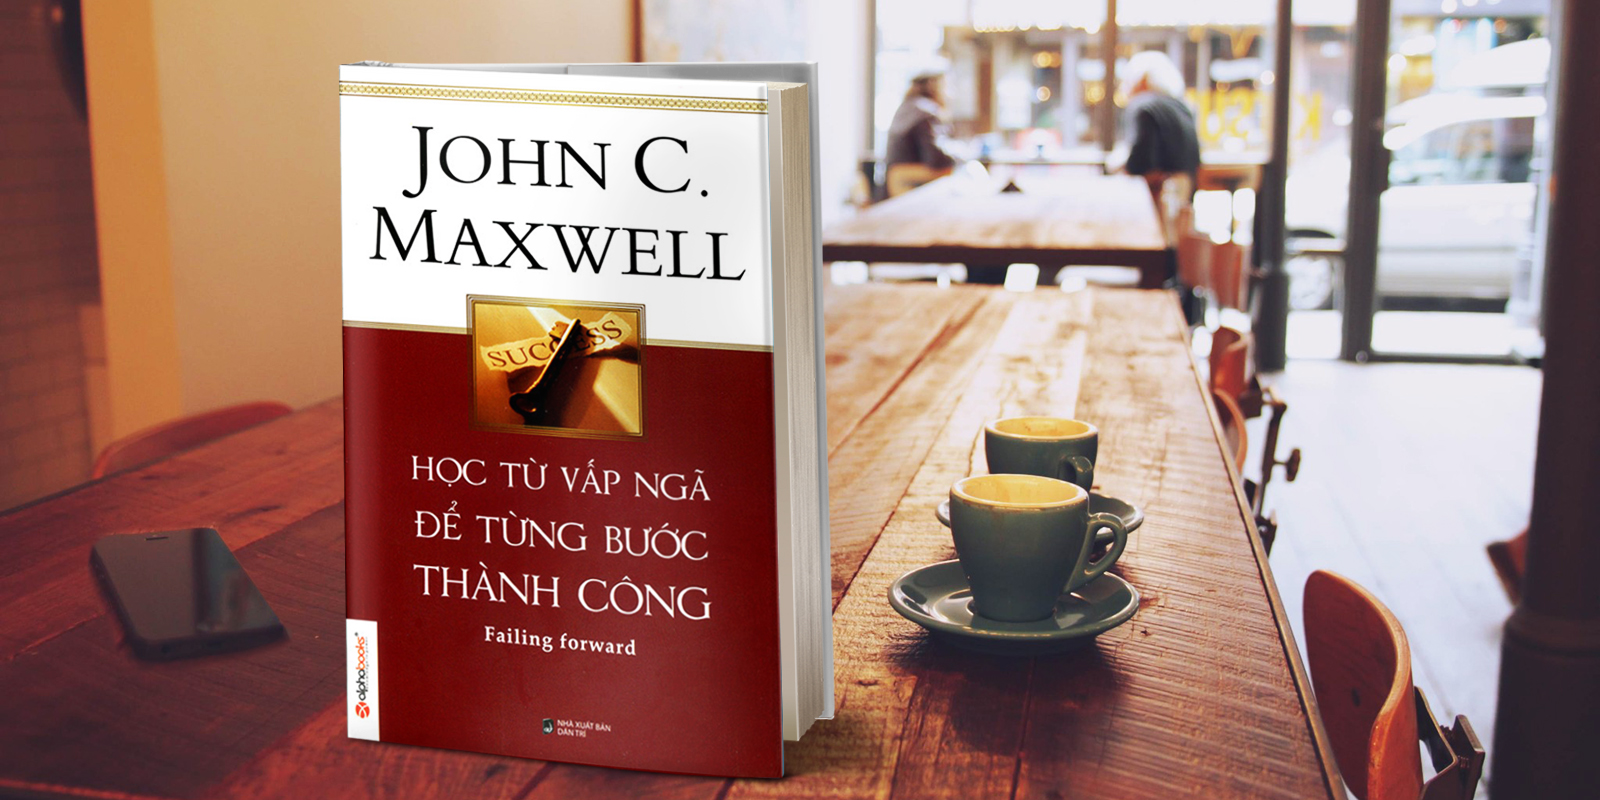 JOHN C.
MAXWELL
SUCCESS
HỌC TỪ VẤP NGÃ
ĐỂ TỪNG BƯỚC
THÀNH CÔNG
Failing forward
alphabooks
NHÀ XUẤT BẢN
DÂN TRÍ